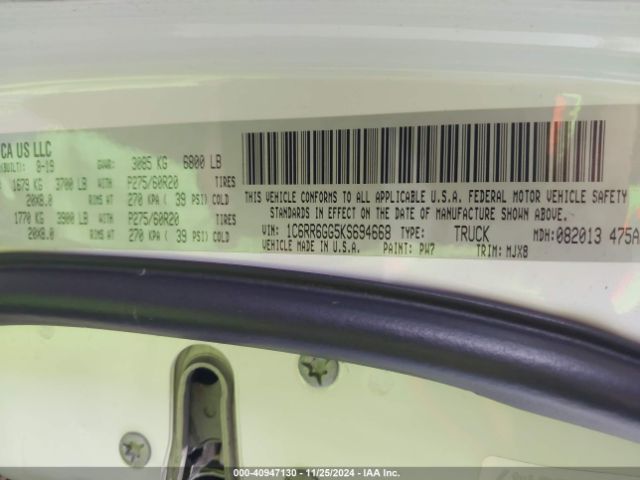 CA US LLC
BUILT): 8-19 GVWR: 3085 KG 6800 LB
1679 KG 3700 LB WITH P275/60R20 TIRES
20X8.0 RIMS AT 270 KPA ( 39 PSI) COLD
1770 KG 3900 LB WITH P275/60R20 TIRES
20X8.0 RIMS AT 270 KPA ( 39 PSI) COLD
THIS VEHICLE CONFORMS TO ALL APPLICABLE U.S.A. FEDERAL MOTOR VEHICLE SAFETY
STANDARDS IN EFFECT ON THE DATE OF MANUFACTURE SHOWN ABOVE.
VIN: 1C6RR6GG5KS694668 TYPE: TRUCK MDH:082013 475A
VEHICLE MADE IN U.S.A. PAINT: PW7 TRIM: MJX8
000-40947130 - 11/25/2024 - IAA Inc.